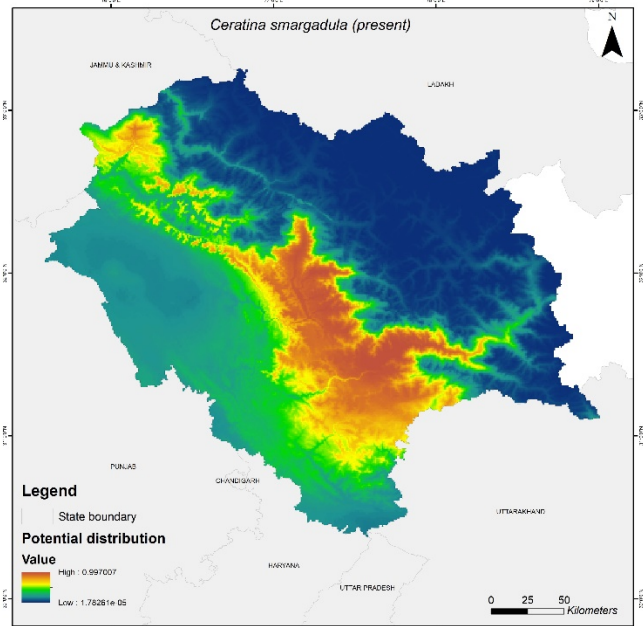 Ceratina smargadula (present)
N
JAMMU & KASHMIR
LADAKH
PUNJAB
CHANDIGARH
UTTARAKHAND
HARYANA
UTTAR PRADESH
Legend
State boundary
Potential distribution
Value
High : 0.997007
Low : 1.78261e-05
0 25 50
Kilometers